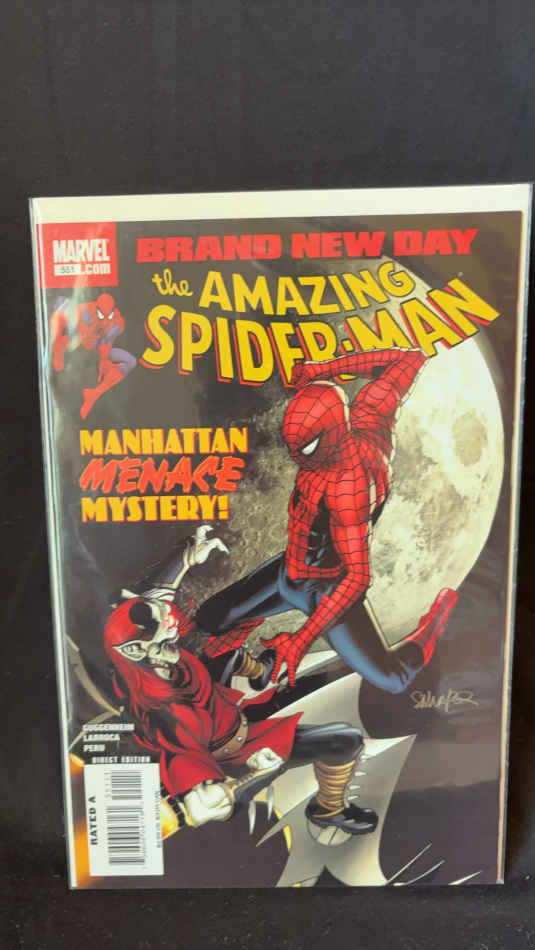 BRAND NEW DAY
MARVEL
551
.com
the AMAZING
SPIDER-MAN
MANHATTAN
MENACE
MYSTERY!
GUGGENHEIM
LARROCA
PERU
DIRECT EDITION
RATED A